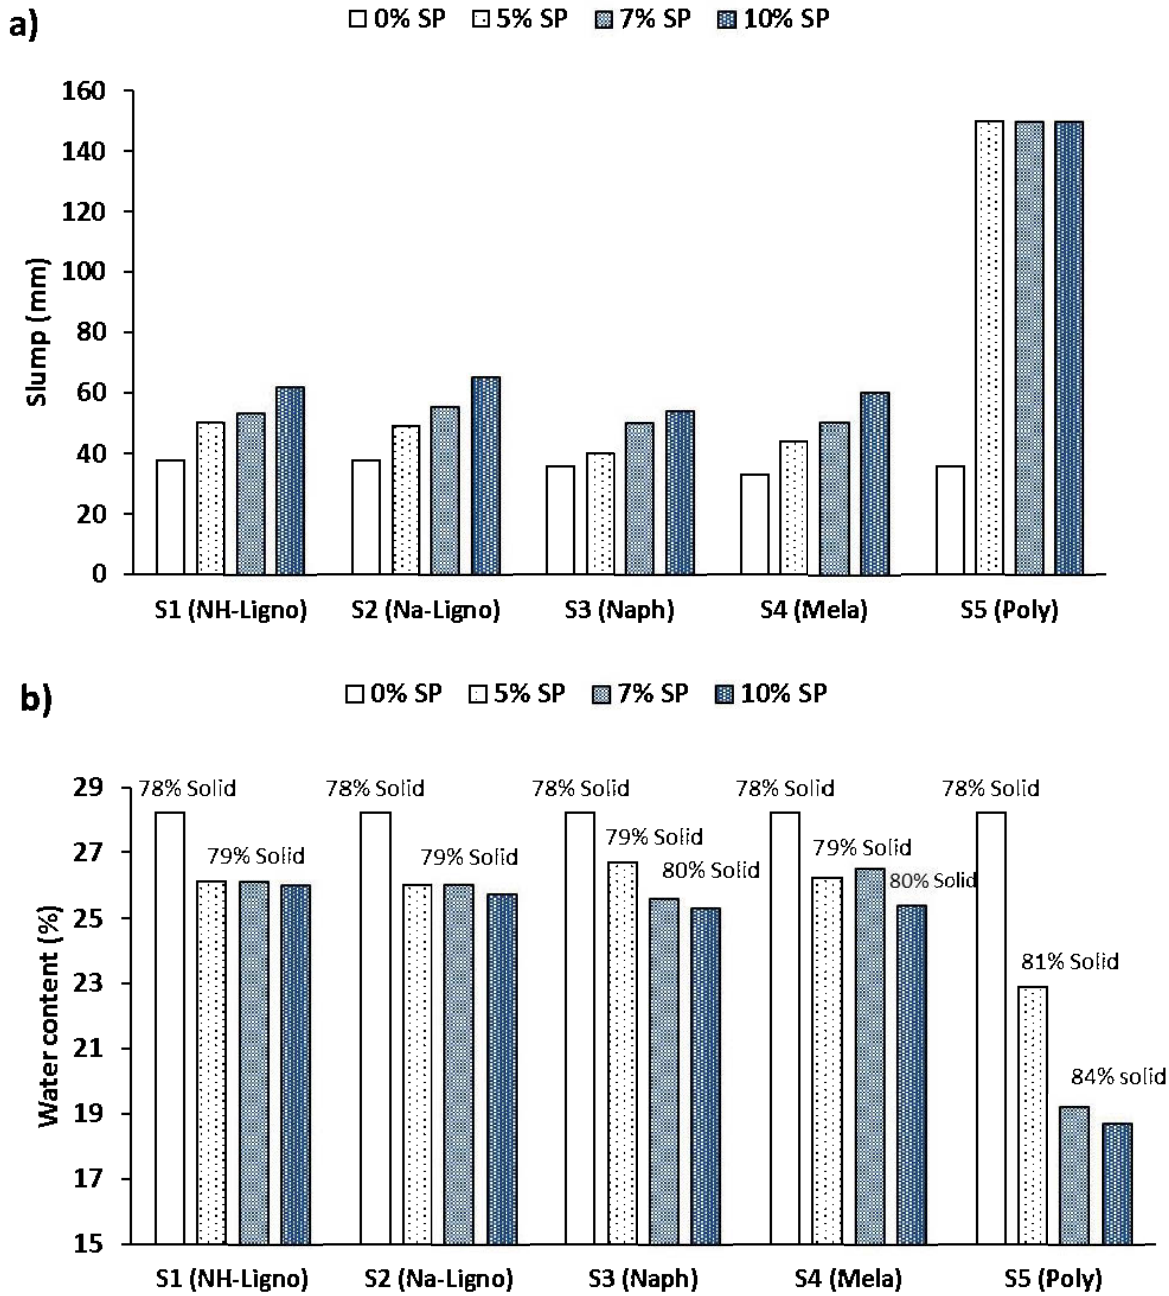 a)
0% SP 5% SP 7% SP 10% SP
160
140
120
100
80
60
40
20
0
Slump (mm)
S1 (NH-Ligno) S2 (Na-Ligno) S3 (Naph) S4 (Mela) S5 (Poly)
b)
0% SP 5% SP 7% SP 10% SP
29
27
25
23
21
19
17
15
Water content (%)
78% Solid 78% Solid 78% Solid 78% Solid 78% Solid
79% Solid 79% Solid 79% Solid 79% Solid
80% Solid 80% Solid
81% Solid
84% solid
S1 (NH-Ligno) S2 (Na-Ligno) S3 (Naph) S4 (Mela) S5 (Poly)